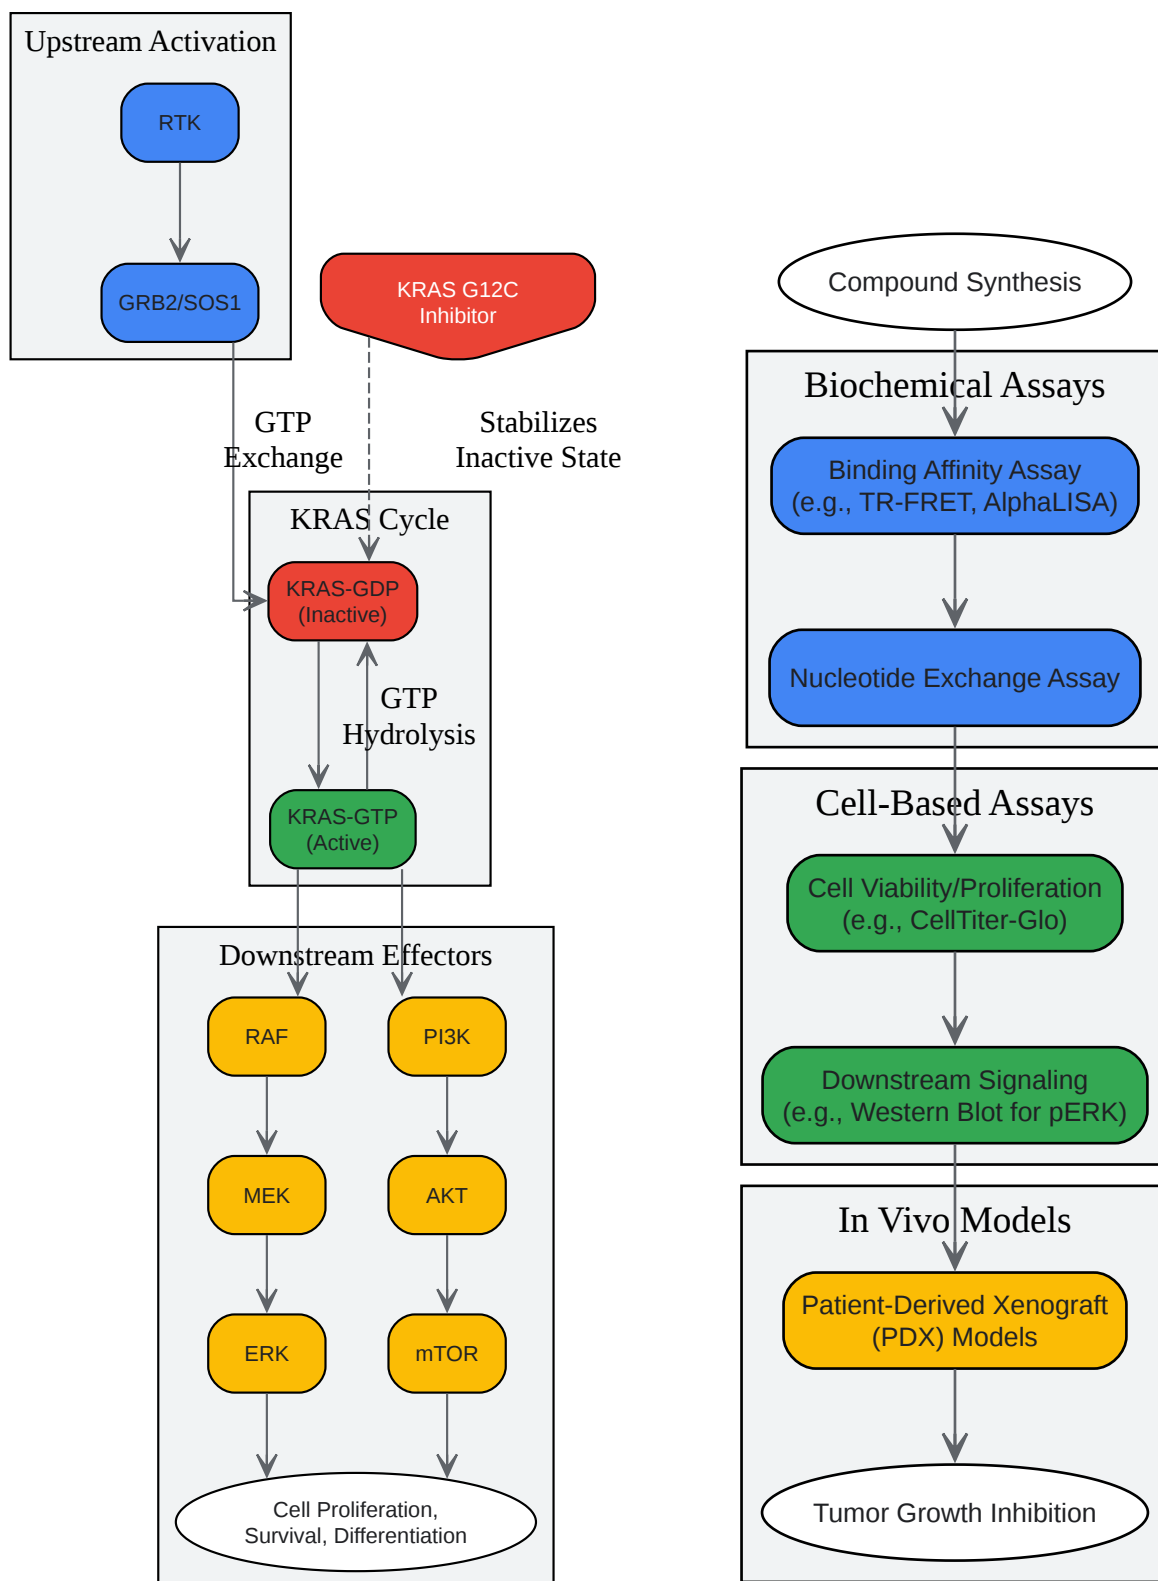 Upstream Activation
RTK
GRB2/SOS1
KRAS G12C
Inhibitor
GTP
Exchange
Stabilizes
Inactive State
KRAS Cycle
KRAS-GDP
(Inactive)
GTP
Hydrolysis
KRAS-GTP
(Active)
Downstream Effectors
RAF
PI3K
MEK
AKT
ERK
mTOR
Cell Proliferation,
Survival, Differentiation
Compound Synthesis
Biochemical Assays
Binding Affinity Assay
(e.g., TR-FRET, AlphaLISA)
Nucleotide Exchange Assay
Cell-Based Assays
Cell Viability/Proliferation
(e.g., CellTiter-Glo)
Downstream Signaling
(e.g., Western Blot for pERK)
In Vivo Models
Patient-Derived Xenograft
(PDX) Models
Tumor Growth Inhibition